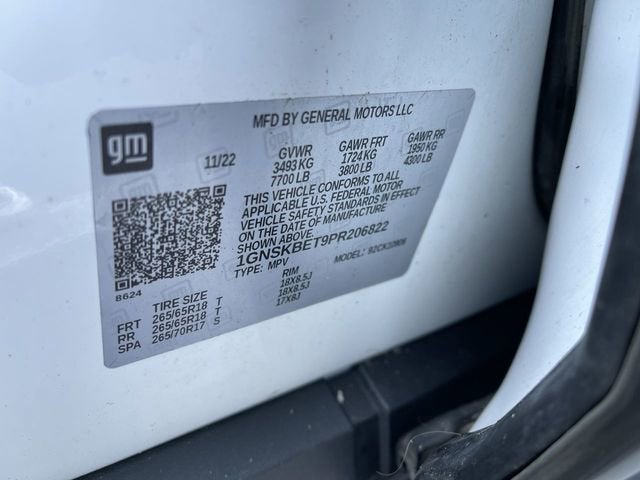 MFD BY GENERAL MOTORS LLC
gm
11/22 GVWR GAWR FRT GAWR RR
3493 KG 1724 KG 1950 KG
7700 LB 3800 LB 4300 LB
THIS VEHICLE CONFORMS TO ALL
APPLICABLE U.S. FEDERAL MOTOR
VEHICLE SAFETY STANDARDS IN EFFECT
ON THE DATE OF MANUFACTURE
SHOWN ABOVE.
1GNSKBET9PR206822
TYPE: MPV MODEL:
8624
TIRE SIZE RIM
FRT 265/65R18 T 18X8.5J
RR 265/65R18 T 18X8.5J
SPA 265/70R17 S 17X8J